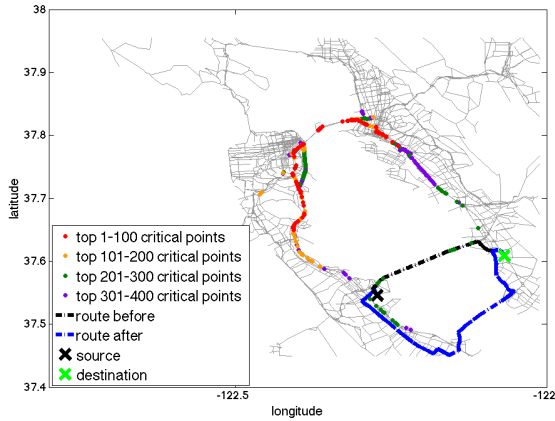 38
37.9
37.8
37.7
37.6
37.5
37.4
latitude
top 1-100 critical points
top 101-200 critical points
top 201-300 critical points
top 301-400 critical points
route before
route after
source
destination
-122.5
-122
longitude